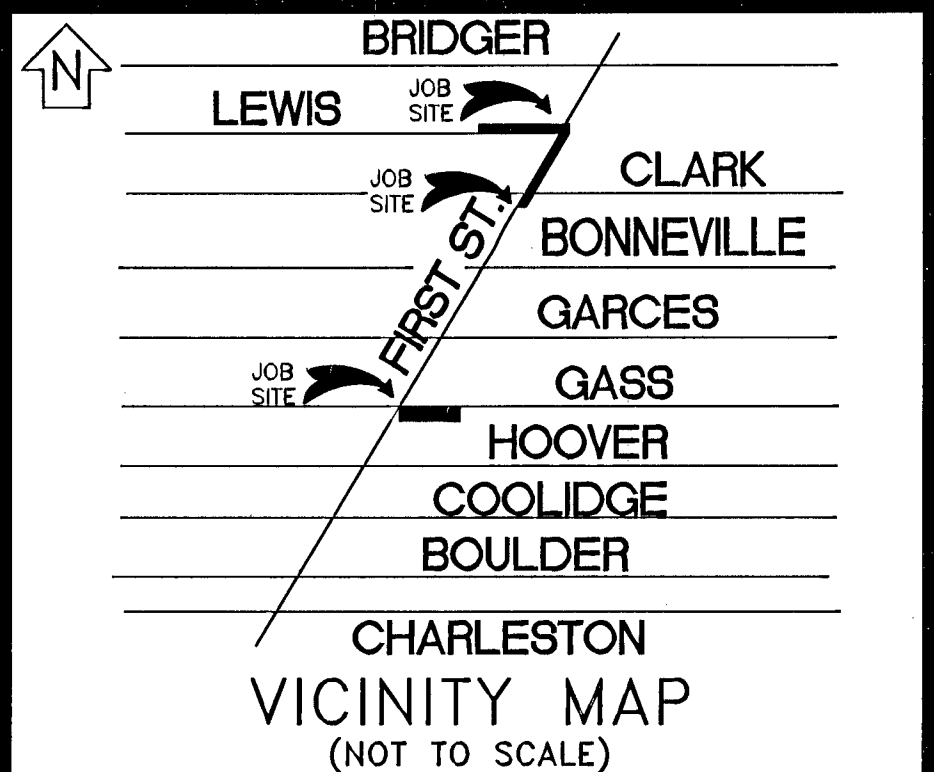 N
BRIDGER
JOB
SITE
LEWIS
CLARK
JOB
SITE
BONNEVILLE
FIRST ST.
GARCES
JOB
SITE
GASS
HOOVER
COOLIDGE
BOULDER
CHARLESTON
VICINITY MAP
(NOT TO SCALE)